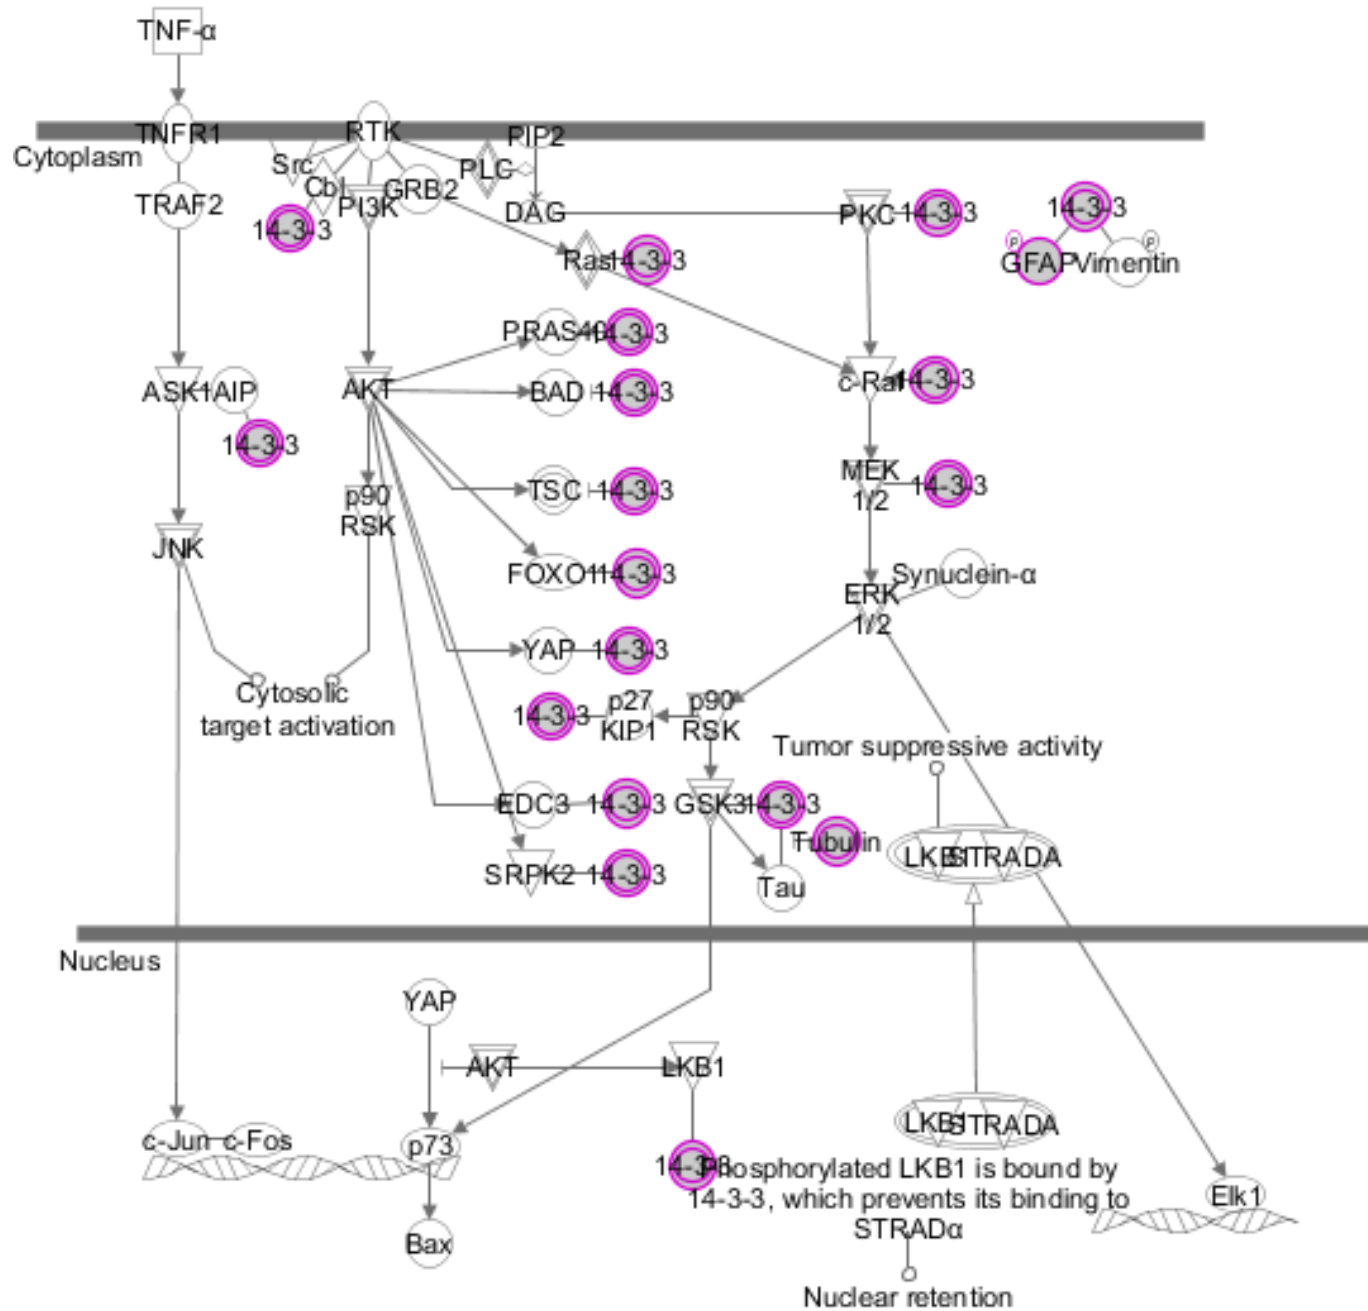 TNF-α
TNFR1
RTK
PIP2
Cytoplasm
Src
PLC
Cbl
GRB2
TRAF2
PI3K
DAG
PKC
14-3-3
14-3-3
14-3-3
Ras
14-3-3
GFAP
p
Vimentin
p
PRAS40
14-3-3
ASK1
AIP
AKT
BAD
14-3-3
c-Raf
14-3-3
14-3-3
TSC
14-3-3
MEK
1/2
14-3-3
p90
RSK
JNK
FOXO1
14-3-3
Synuclein-α
ERK
1/2
YAP
14-3-3
Cytosolic
target activation
14-3-3
p27
KIP1
p90
RSK
Tumor suppressive activity
EDC3
14-3-3
GSK3
14-3-3
Tubulin
LKB1
STRADA
SRPK2
14-3-3
Tau
Nucleus
YAP
AKT
LKB1
c-Jun
c-Fos
p73
LKB1
STRADA
14-3-3
Phosphorylated LKB1 is bound by
14-3-3, which prevents its binding to
STRADα
Elk1
Bax
Nuclear retention